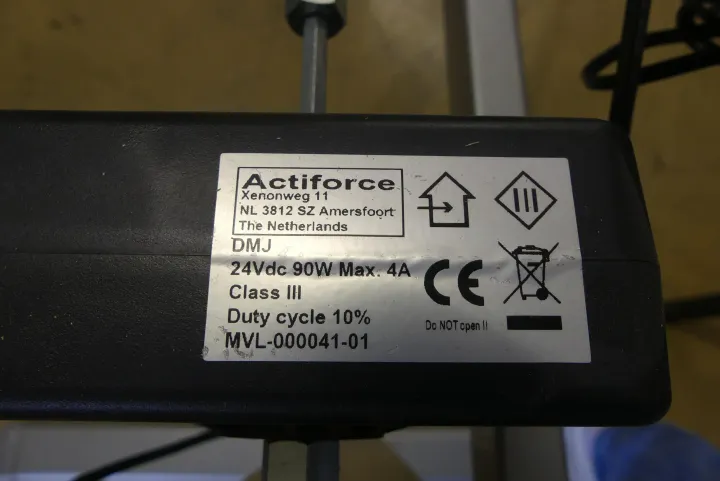 Actiforce
Xenonweg 11
NL 3812 SZ Amersfoort
The Netherlands
DMJ
24Vdc 90W Max. 4A
Class III
Duty cycle 10%
MVL-000041-01
III
CE
Do NOT open !!